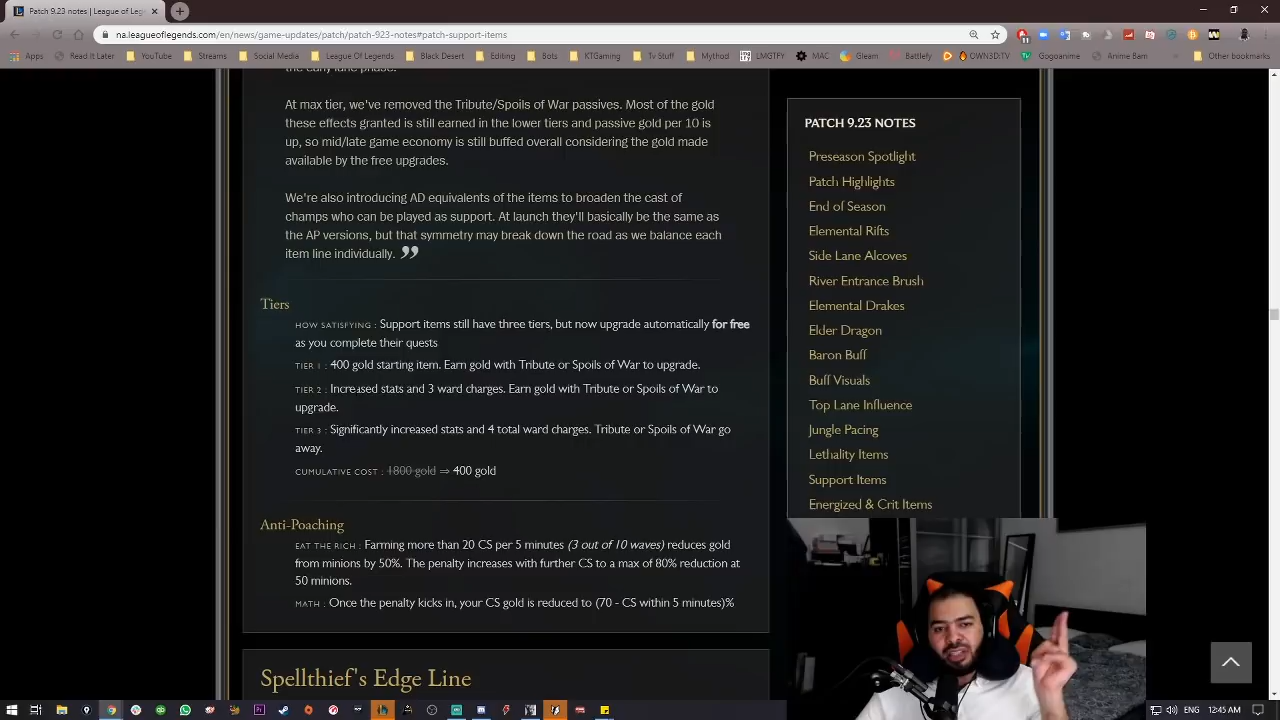 Patch 9.23 notes | League of Leg
na.leagueoflegends.com/en/news/game-updates/patch/patch-923-notes#patch-support-items
Apps Read It Later YouTube Streams Social Media League Of Legends Black Desert Editing Bots KTGaming Tv Stuff Mythod LMGTFY MAC Gleam Battlefy OWN3D.TV Gogoanime Anime Bam Other bookmarks
the early lane phase.
At max tier, we've removed the Tribute/Spoils of War passives. Most of the gold
these effects granted is still earned in the lower tiers and passive gold per 10 is
up, so mid/late game economy is still buffed overall considering the gold made
available by the free upgrades.
We're also introducing AD equivalents of the items to broaden the cast of
champs who can be played as support. At launch they'll basically be the same as
the AP versions, but that symmetry may break down the road as we balance each
item line individually. ”
Tiers
HOW SATISFYING : Support items still have three tiers, but now upgrade automatically for free
as you complete their quests
TIER 1 : 400 gold starting item. Earn gold with Tribute or Spoils of War to upgrade.
TIER 2 : Increased stats and 3 ward charges. Earn gold with Tribute or Spoils of War to
upgrade.
TIER 3 : Significantly increased stats and 4 total ward charges. Tribute or Spoils of War go
away.
CUMULATIVE COST : 1800 gold ⇒ 400 gold
Anti-Poaching
EAT THE RICH : Farming more than 20 CS per 5 minutes (3 out of 10 waves) reduces gold
from minions by 50%. The penalty increases with further CS to a max of 80% reduction at
50 minions.
MATH : Once the penalty kicks in, your CS gold is reduced to (70 - CS within 5 minutes)%
Spellthief's Edge Line
PATCH 9.23 NOTES
Preseason Spotlight
Patch Highlights
End of Season
Elemental Rifts
Side Lane Alcoves
River Entrance Brush
Elemental Drakes
Elder Dragon
Baron Buff
Buff Visuals
Top Lane Influence
Jungle Pacing
Lethality Items
Support Items
Energized & Crit Items
ENG 12:45 AM